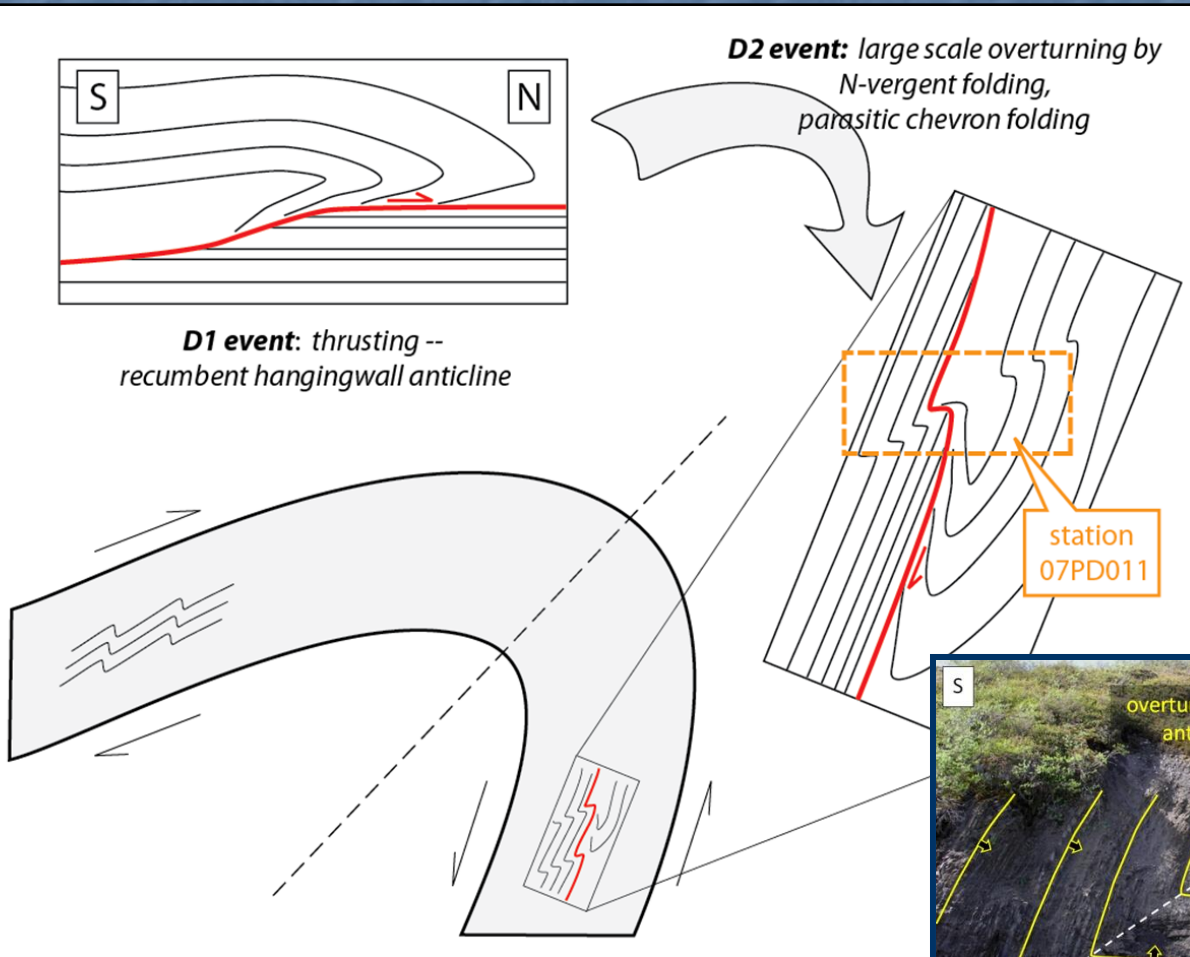 D2 event: large scale overturning by
N-vergent folding,
parasitic chevron folding
S
N
D1 event: thrusting --
recumbent hangingwall anticline
station
07PD011
S